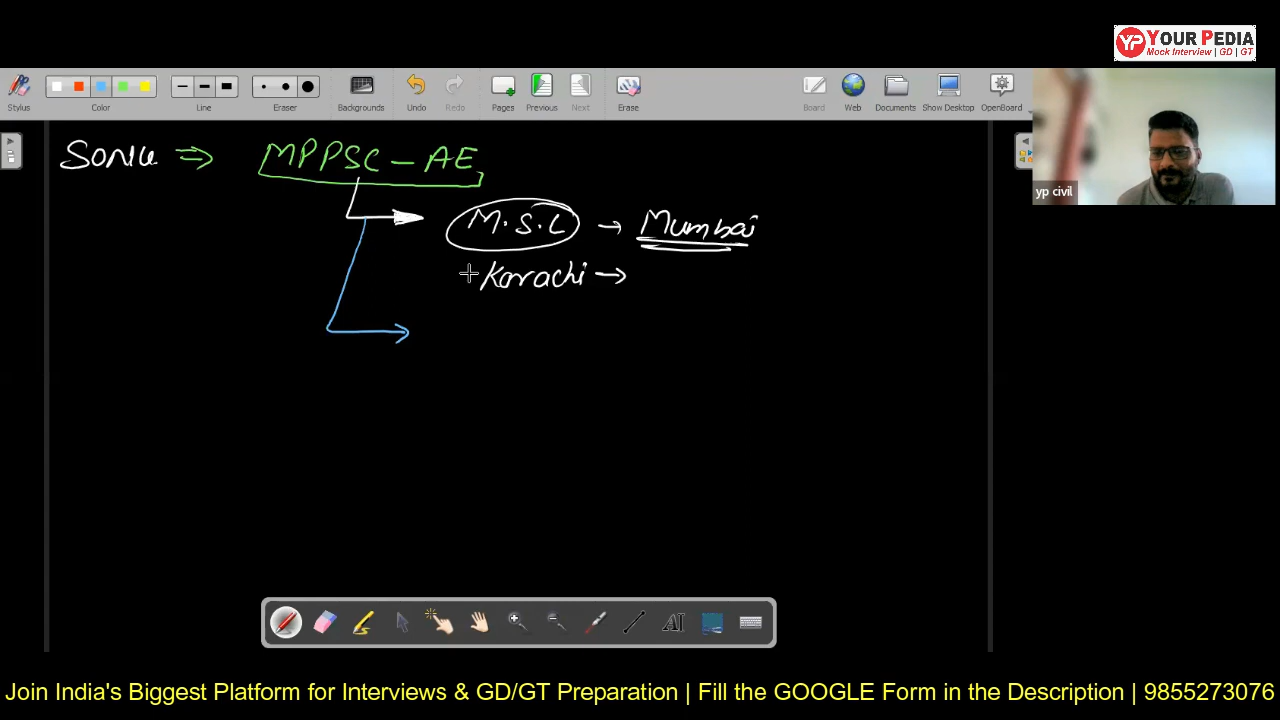 YP YOUR PEDIA
Mock Interview | GD | GT
Stylus Color Line Eraser Backgrounds Undo Redo Pages Previous Next Erase Board Web Documents Show Desktop OpenBoard
yp civil
Sonu ⇒ MPPSC - AE
M.S.L → Mumbai
Karachi →
AI
Join India's Biggest Platform for Interviews & GD/GT Preparation | Fill the GOOGLE Form in the Description | 9855273076